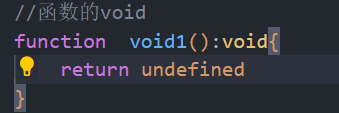 //函数的void
function  void1():void{
    return undefined
}